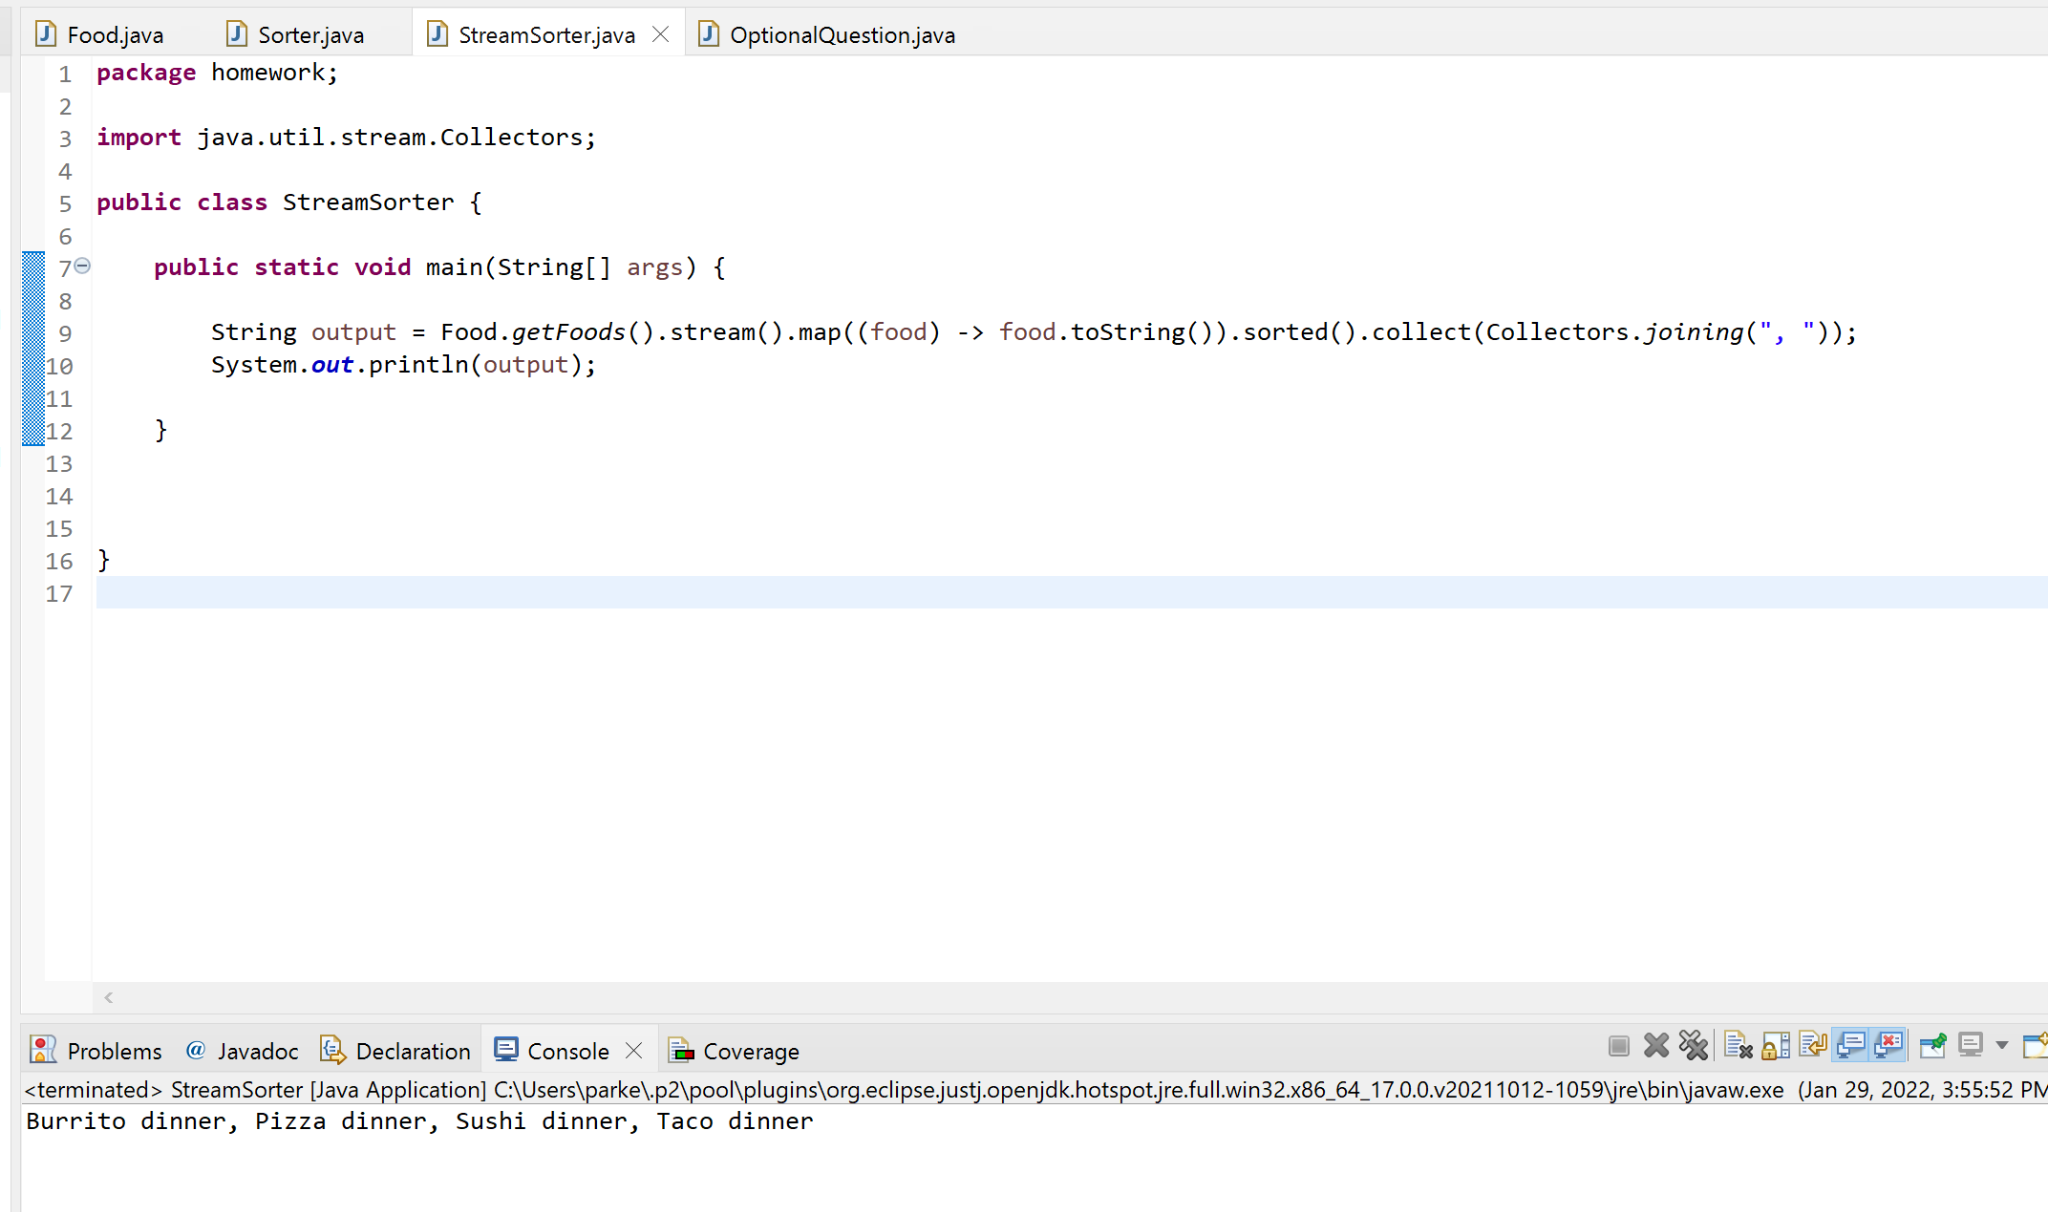 Food.java Sorter.java StreamSorter.java OptionalQuestion.java
1 package homework;
2
3 import java.util.stream.Collectors;
4
5 public class StreamSorter {
6
7 public static void main(String[] args) {
8
9 String output = Food.getFoods().stream().map((food) -> food.toString()).sorted().collect(Collectors.joining(", "));
10 System.out.println(output);
11
12 }
13
14
15
16 }
17
Problems @ Javadoc Declaration Console Coverage
<terminated> StreamSorter [Java Application] C:\Users\parke\.p2\pool\plugins\org.eclipse.justj.openjdk.hotspot.jre.full.win32.x86_64_17.0.0.v20211012-1059\jre\bin\javaw.exe (Jan 29, 2022, 3:55:52 PM
Burrito dinner, Pizza dinner, Sushi dinner, Taco dinner